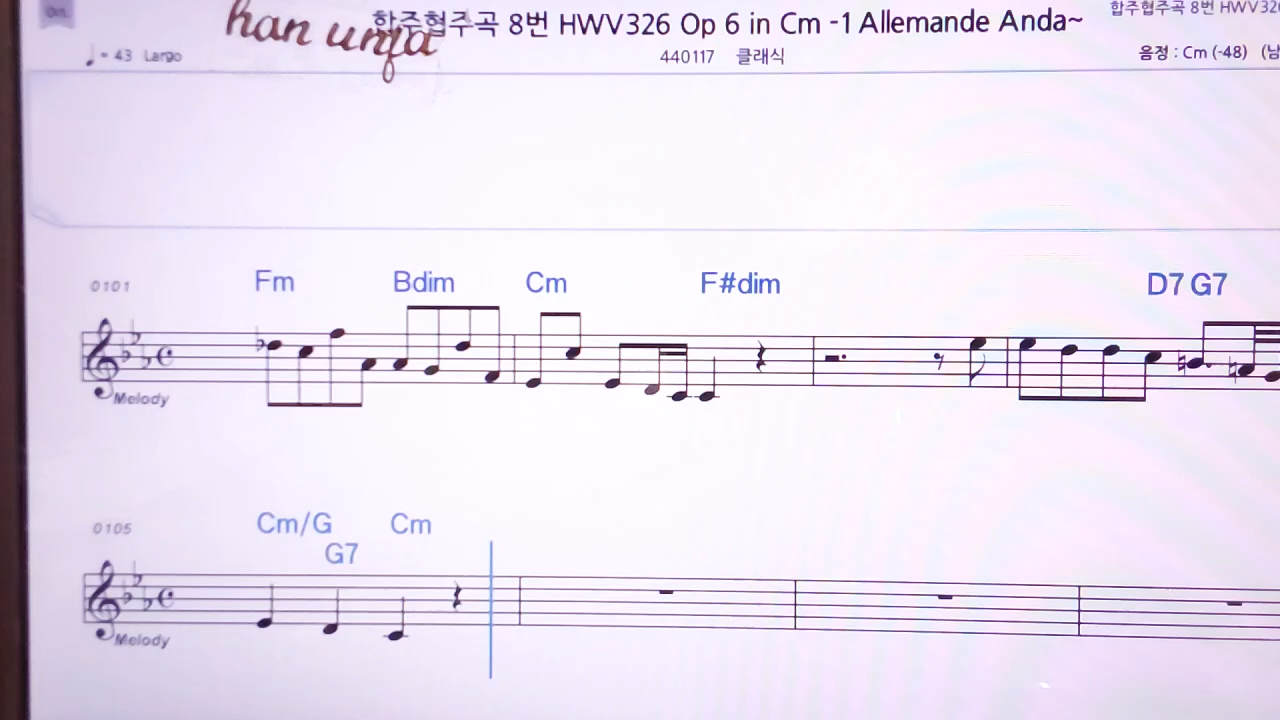 han unja
합주협주곡 8번 HWV326 Op 6 in Cm -1 Allemande Anda~
합주협주곡 8번 HWV32
= 43 Largo
440117 클래식
음정 : Cm (-48) (남
0101
Fm Bdim Cm F#dim D7 G7
Melody
0105
Cm/G Cm
G7
Melody